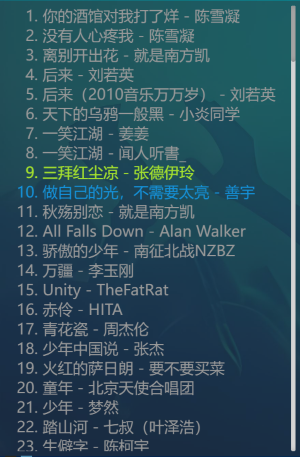 1. 你的酒馆对我打了烊 - 陈雪凝
2. 没有人心疼我 - 陈雪凝
3. 离别开出花 - 就是南方凯
4. 后来 - 刘若英
5. 后来（2010音乐万万岁） - 刘若英
6. 天下的乌鸦一般黑 - 小炎同学
7. 一笑江湖 - 姜姜
8. 一笑江湖 - 闻人听書_
9. 三拜红尘凉 - 张德伊玲
10. 做自己的光，不需要太亮 - 善宇
11. 秋殇别恋 - 就是南方凯
12. All Falls Down - Alan Walker
13. 骄傲的少年 - 南征北战NZBZ
14. 万疆 - 李玉刚
15. Unity - TheFatRat
16. 赤伶 - HITA
17. 青花瓷 - 周杰伦
18. 少年中国说 - 张杰
19. 火红的萨日朗 - 要不要买菜
20. 童年 - 北京天使合唱团
21. 少年 - 梦然
22. 踏山河 - 七叔（叶泽浩）
23. 生僻字 - 陈柯宇